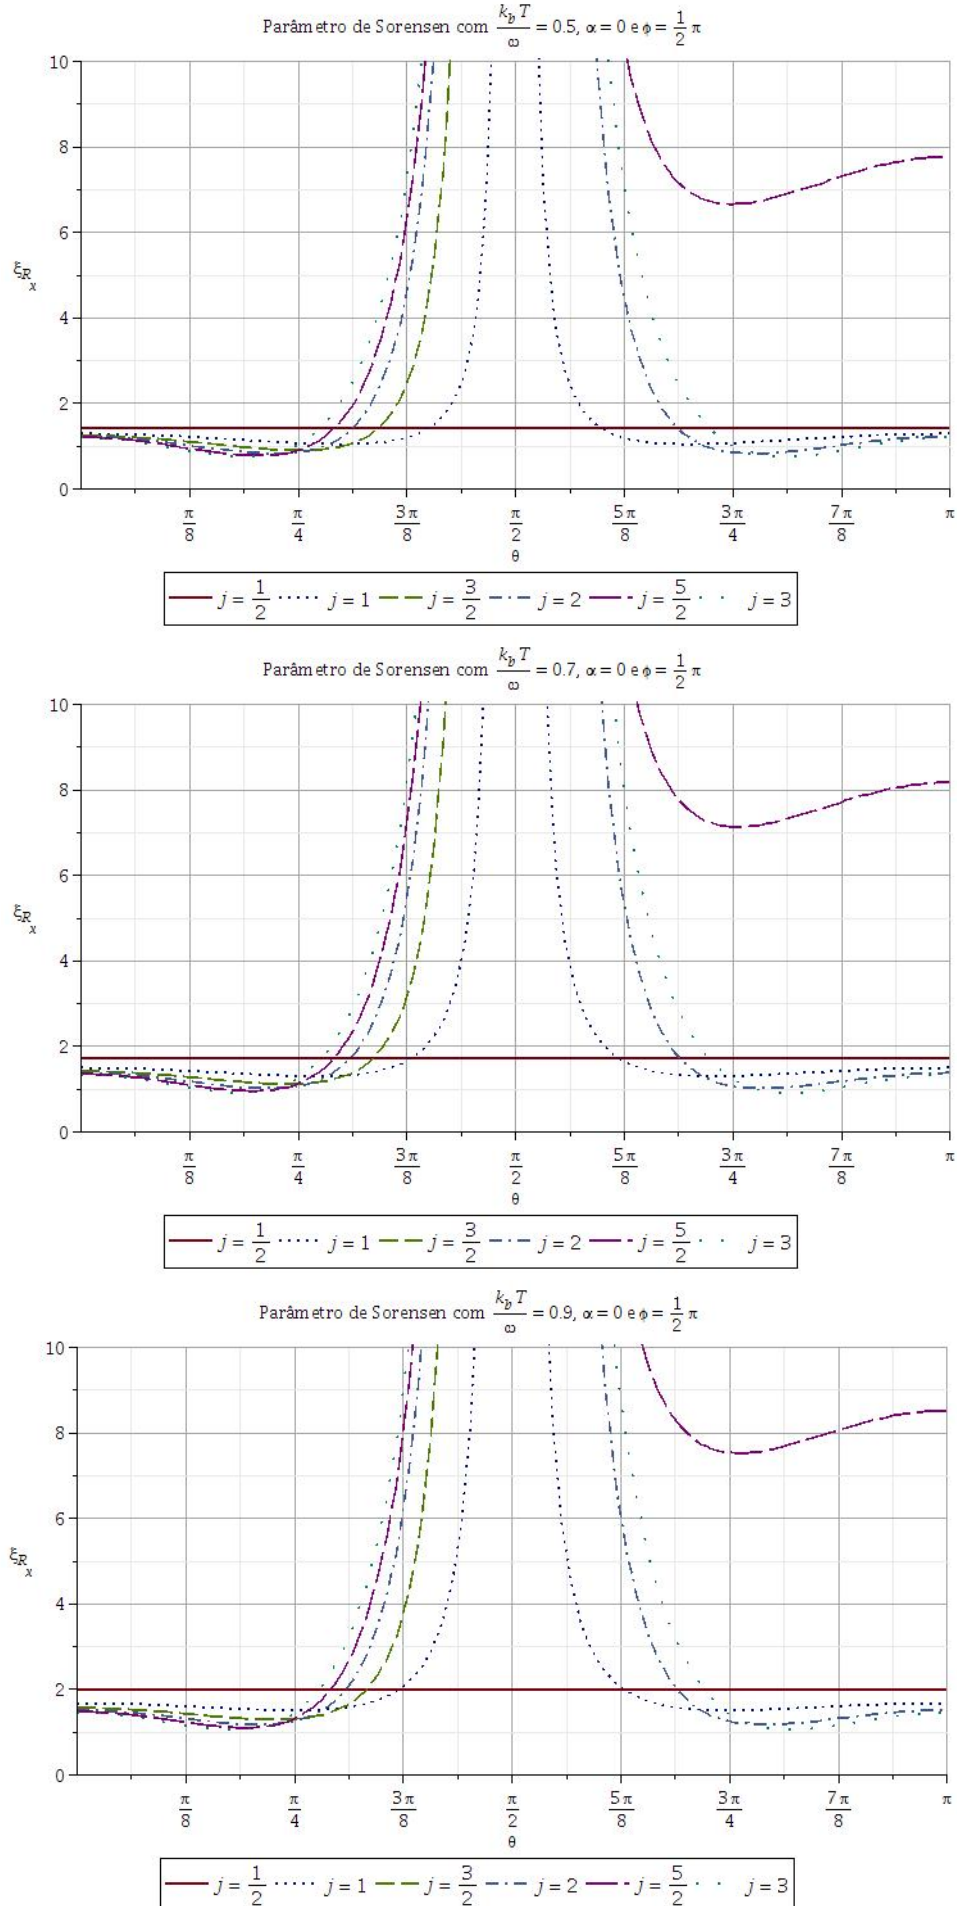 Parâmetro de Sorensen com k_b T / ω = 0.5, α = 0 e ϕ = 1/2 π
10
8
6
ξ_R_x
4
2
0
π/8 π/4 3π/8 π/2 5π/8 3π/4 7π/8 π
θ
j = 1/2 j = 1 j = 3/2 j = 2 j = 5/2 j = 3
Parâmetro de Sorensen com k_b T / ω = 0.7, α = 0 e ϕ = 1/2 π
10
8
6
ξ_R_x
4
2
0
π/8 π/4 3π/8 π/2 5π/8 3π/4 7π/8 π
θ
j = 1/2 j = 1 j = 3/2 j = 2 j = 5/2 j = 3
Parâmetro de Sorensen com k_b T / ω = 0.9, α = 0 e ϕ = 1/2 π
10
8
6
ξ_R_x
4
2
0
π/8 π/4 3π/8 π/2 5π/8 3π/4 7π/8 π
θ
j = 1/2 j = 1 j = 3/2 j = 2 j = 5/2 j = 3